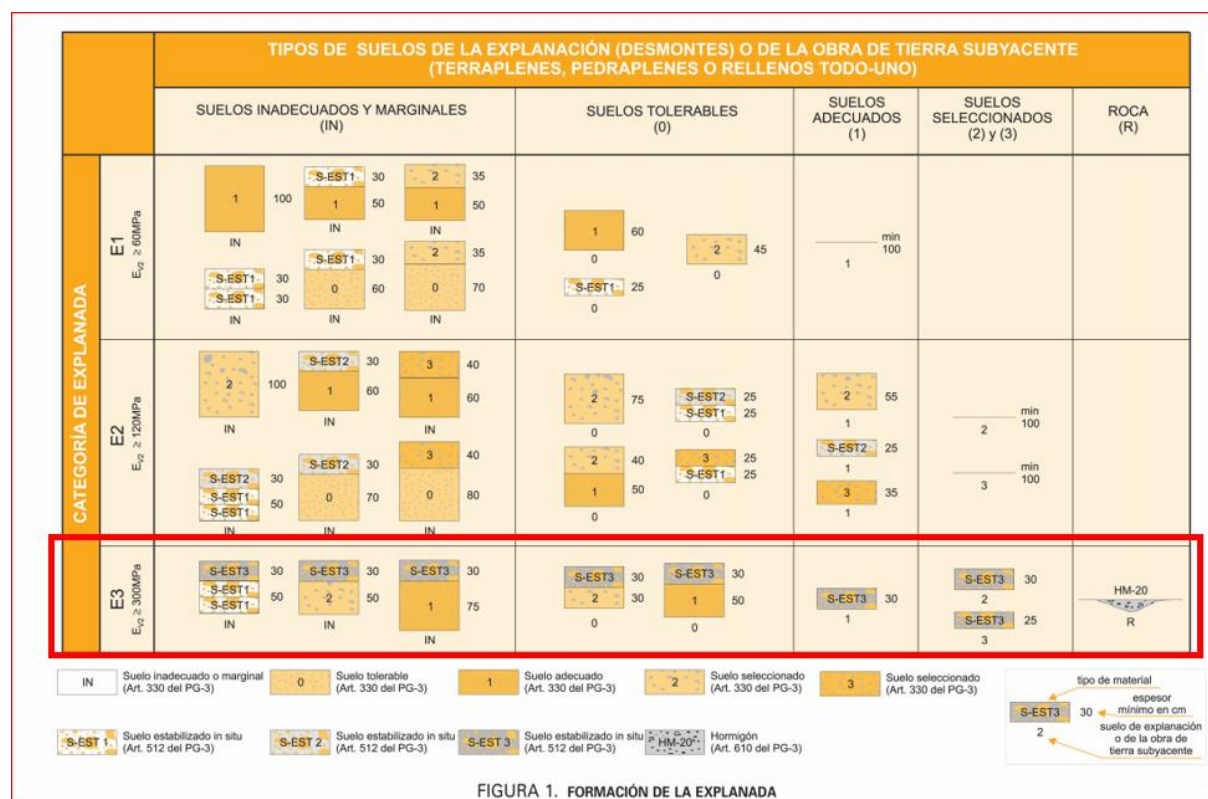 TIPOS DE SUELOS DE LA EXPLANACIÓN (DESMONTES) O DE LA OBRA DE TIERRA SUBYACENTE
(TERRAPLENES, PEDRAPLENES O RELLENOS TODO-UNO)
SUELOS INADECUADOS Y MARGINALES
(IN)
SUELOS TOLERABLES
(0)
SUELOS
ADECUADOS
(1)
SUELOS
SELECCIONADOS
(2) y (3)
ROCA
(R)
CATEGORÍA DE EXPLANADA
E1
EV2 ≥ 60MPa
1 100
IN
S-EST1 30
1 50
IN
2 35
1 50
IN
S-EST1 30
S-EST1 30
IN
S-EST1 30
0 60
IN
2 35
0 70
IN
1 60
0
2 45
0
S-EST1 25
0
min
100
1
E2
EV2 ≥ 120MPa
2 100
IN
S-EST2 30
1 60
IN
3 40
1 60
IN
S-EST2 30
S-EST1 50
S-EST1
IN
S-EST2 30
0 70
IN
3 40
0 80
IN
2 75
0
S-EST2 25
S-EST1 25
0
2 40
1 50
0
3 25
S-EST1 25
0
2 55
1
S-EST2 25
1
3 35
1
min
100
2
min
100
3
E3
EV2 ≥ 300MPa
S-EST3 30
S-EST1 50
S-EST1
IN
S-EST3 30
2 50
IN
S-EST3 30
1 75
IN
S-EST3 30
2 30
0
S-EST3 30
1 50
0
S-EST3 30
1
S-EST3 30
2
S-EST3 25
3
HM-20
R
IN Suelo inadecuado o marginal
(Art. 330 del PG-3)
0 Suelo tolerable
(Art. 330 del PG-3)
1 Suelo adecuado
(Art. 330 del PG-3)
2 Suelo seleccionado
(Art. 330 del PG-3)
3 Suelo seleccionado
(Art. 330 del PG-3)
S-EST 1 Suelo estabilizado in situ
(Art. 512 del PG-3)
S-EST 2 Suelo estabilizado in situ
(Art. 512 del PG-3)
S-EST 3 Suelo estabilizado in situ
(Art. 512 del PG-3)
HM-20 Hormigón
(Art. 610 del PG-3)
tipo de material
S-EST3 30 espesor
mínimo en cm
2 suelo de explanación
o de la obra de
tierra subyacente
FIGURA 1. FORMACIÓN DE LA EXPLANADA